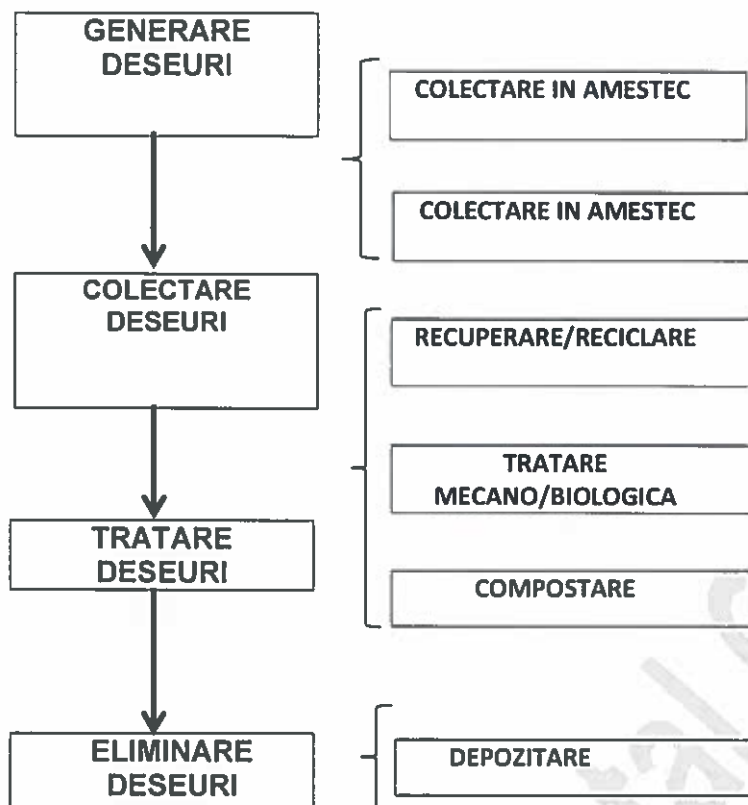 GENERARE
DESEURI
COLECTARE IN AMESTEC
COLECTARE IN AMESTEC
COLECTARE
DESEURI
RECUPERARE/RECICLARE
TRATARE
MECANO/BIOLOGICA
TRATARE
DESEURI
COMPOSTARE
ELIMINARE
DESEURI
DEPOZITARE